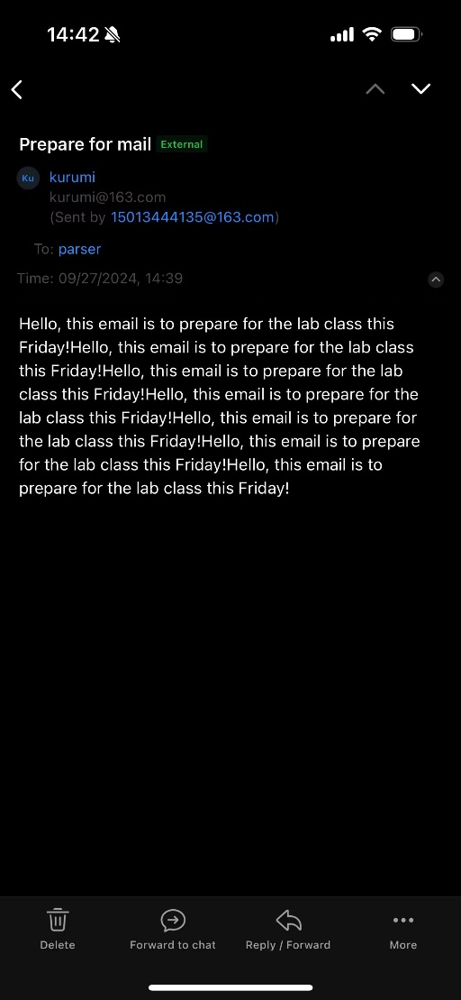 14:42
Prepare for mail External
Ku kurumi
kurumi@163.com
(Sent by 15013444135@163.com)
To: parser
Time: 09/27/2024, 14:39
Hello, this email is to prepare for the lab class this
Friday!Hello, this email is to prepare for the lab class
this Friday!Hello, this email is to prepare for the lab
class this Friday!Hello, this email is to prepare for the
lab class this Friday!Hello, this email is to prepare for
the lab class this Friday!Hello, this email is to prepare
for the lab class this Friday!Hello, this email is to
prepare for the lab class this Friday!
Delete Forward to chat Reply / Forward More